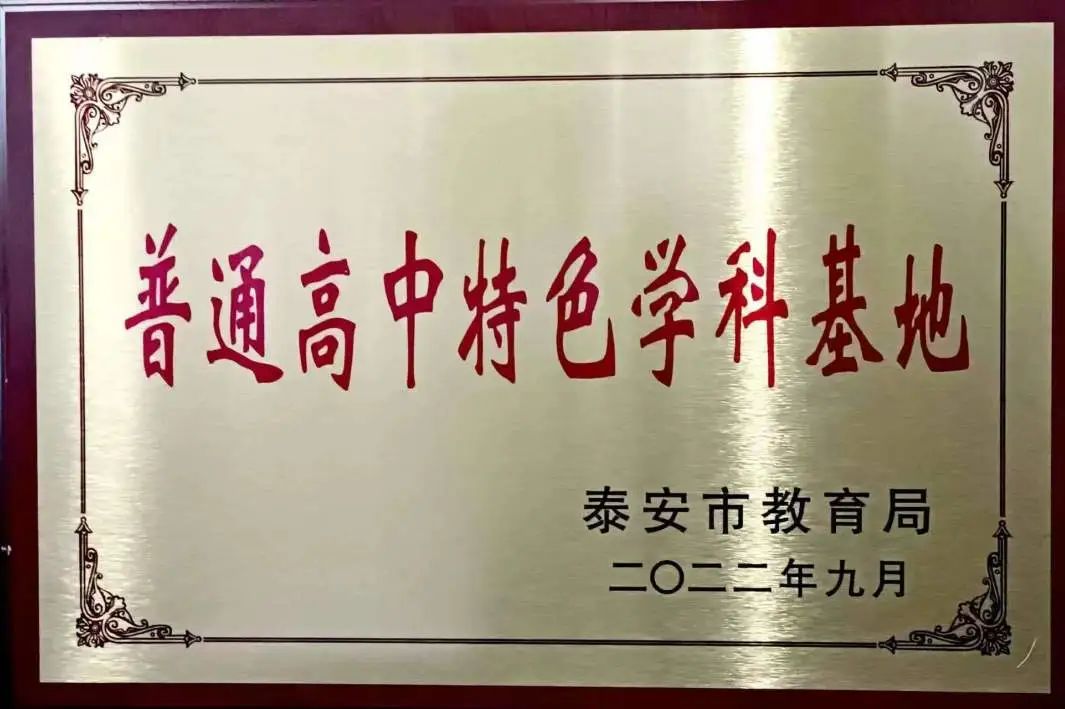 普通高中特色学科基地
泰安市教育局
二〇二二年九月